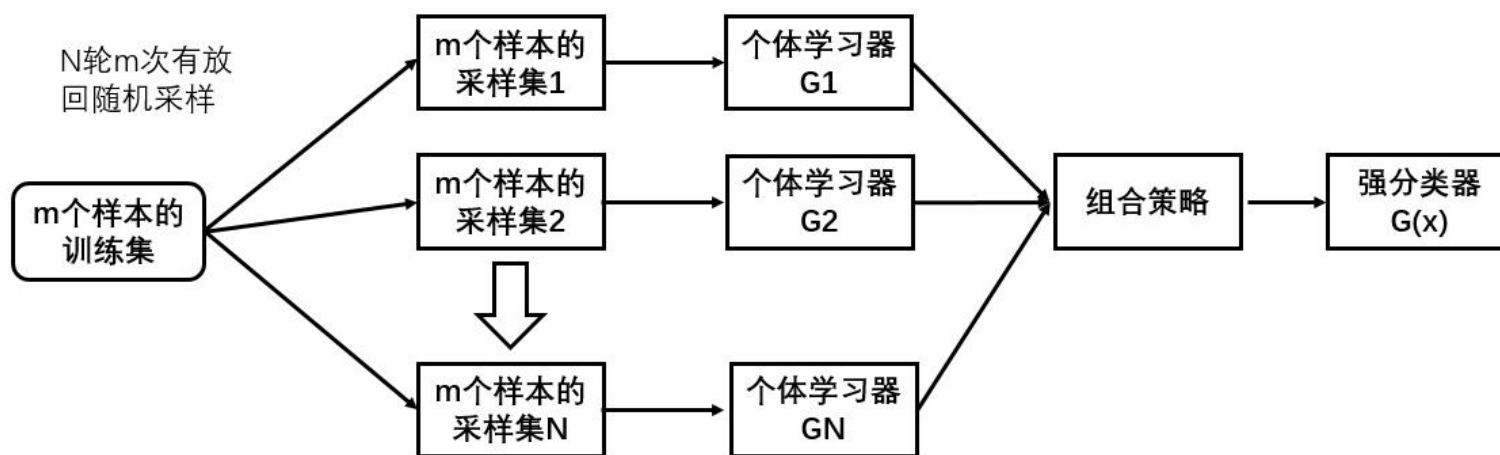 N轮m次有放
回随机采样
m个样本的
训练集
m个样本的
采样集1
个体学习器
G1
m个样本的
采样集2
个体学习器
G2
m个样本的
采样集N
个体学习器
GN
组合策略
强分类器
G(x)